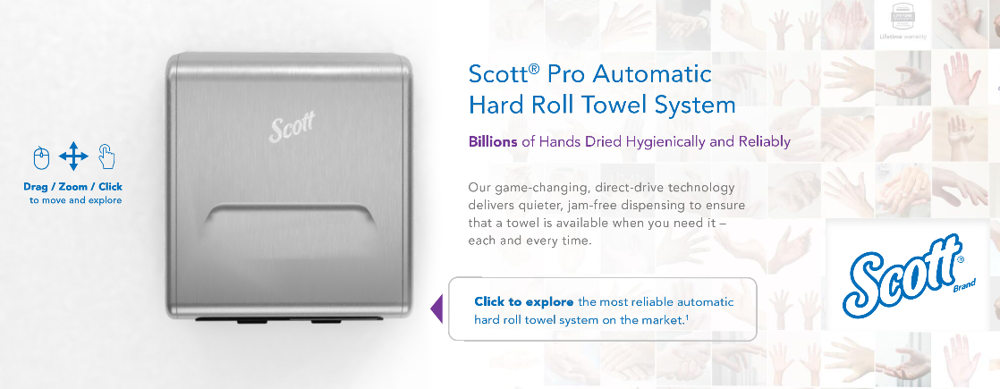 Scott
Drag / Zoom / Click
to move and explore
Scott® Pro Automatic
Hard Roll Towel System
Billions of Hands Dried Hygienically and Reliably
Our game-changing, direct-drive technology
delivers quieter, jam-free dispensing to ensure
that a towel is available when you need it –
each and every time.
Click to explore the most reliable automatic
hard roll towel system on the market.¹
Lifetime warranty
Scott®
Brand